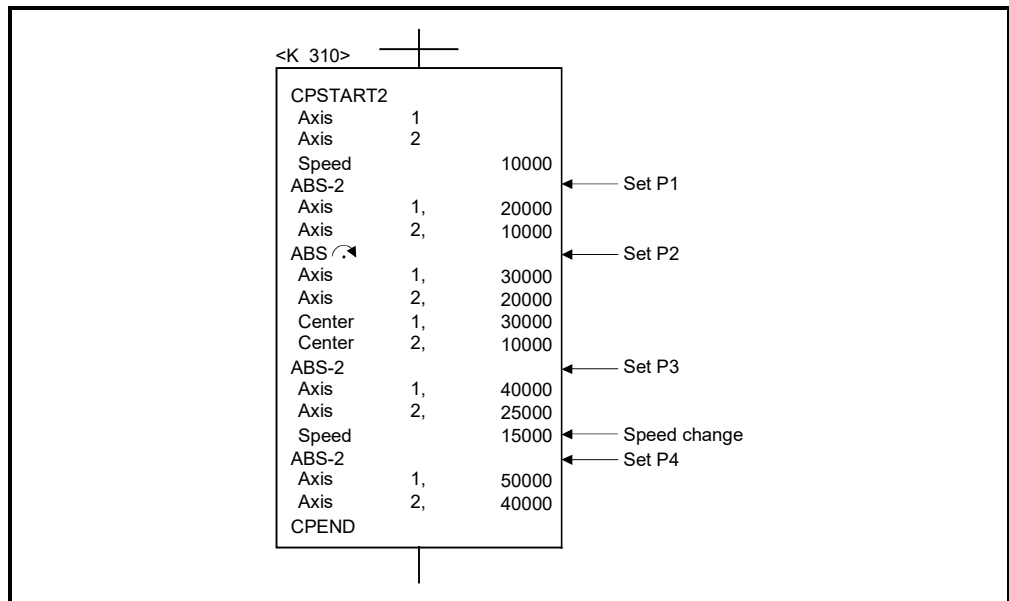 <K 310>
CPSTART2
Axis 1
Axis 2
Speed 10000
ABS-2 Set P1
Axis 1, 20000
Axis 2, 10000
ABS Set P2
Axis 1, 30000
Axis 2, 20000
Center 1, 30000
Center 2, 10000
ABS-2 Set P3
Axis 1, 40000
Axis 2, 25000
Speed 15000 Speed change
ABS-2 Set P4
Axis 1, 50000
Axis 2, 40000
CPEND